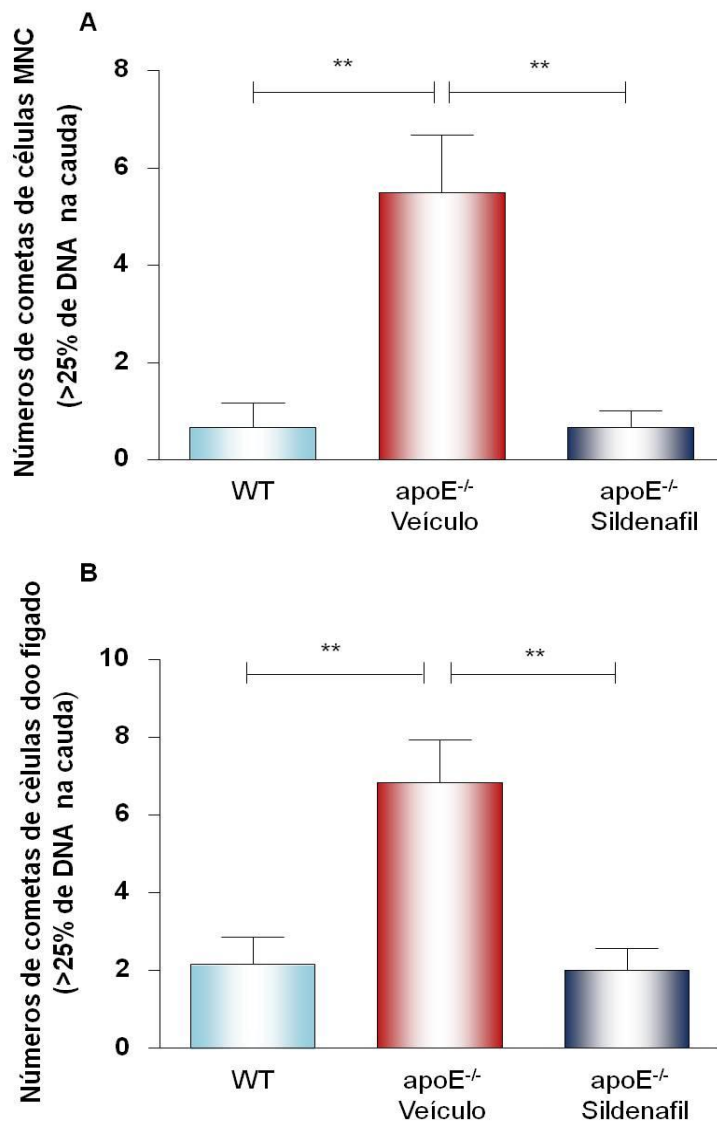 A
Números de cometas de células MNC
(>25% de DNA na cauda)
8
6
4
2
0
**
**
WT
apoE-/-
Veículo
apoE-/-
Sildenafil
B
Números de cometas de cèlulas doo fígado
(>25% de DNA na cauda)
10
8
6
4
2
0
**
**
WT
apoE-/-
Veículo
apoE-/-
Sildenafil